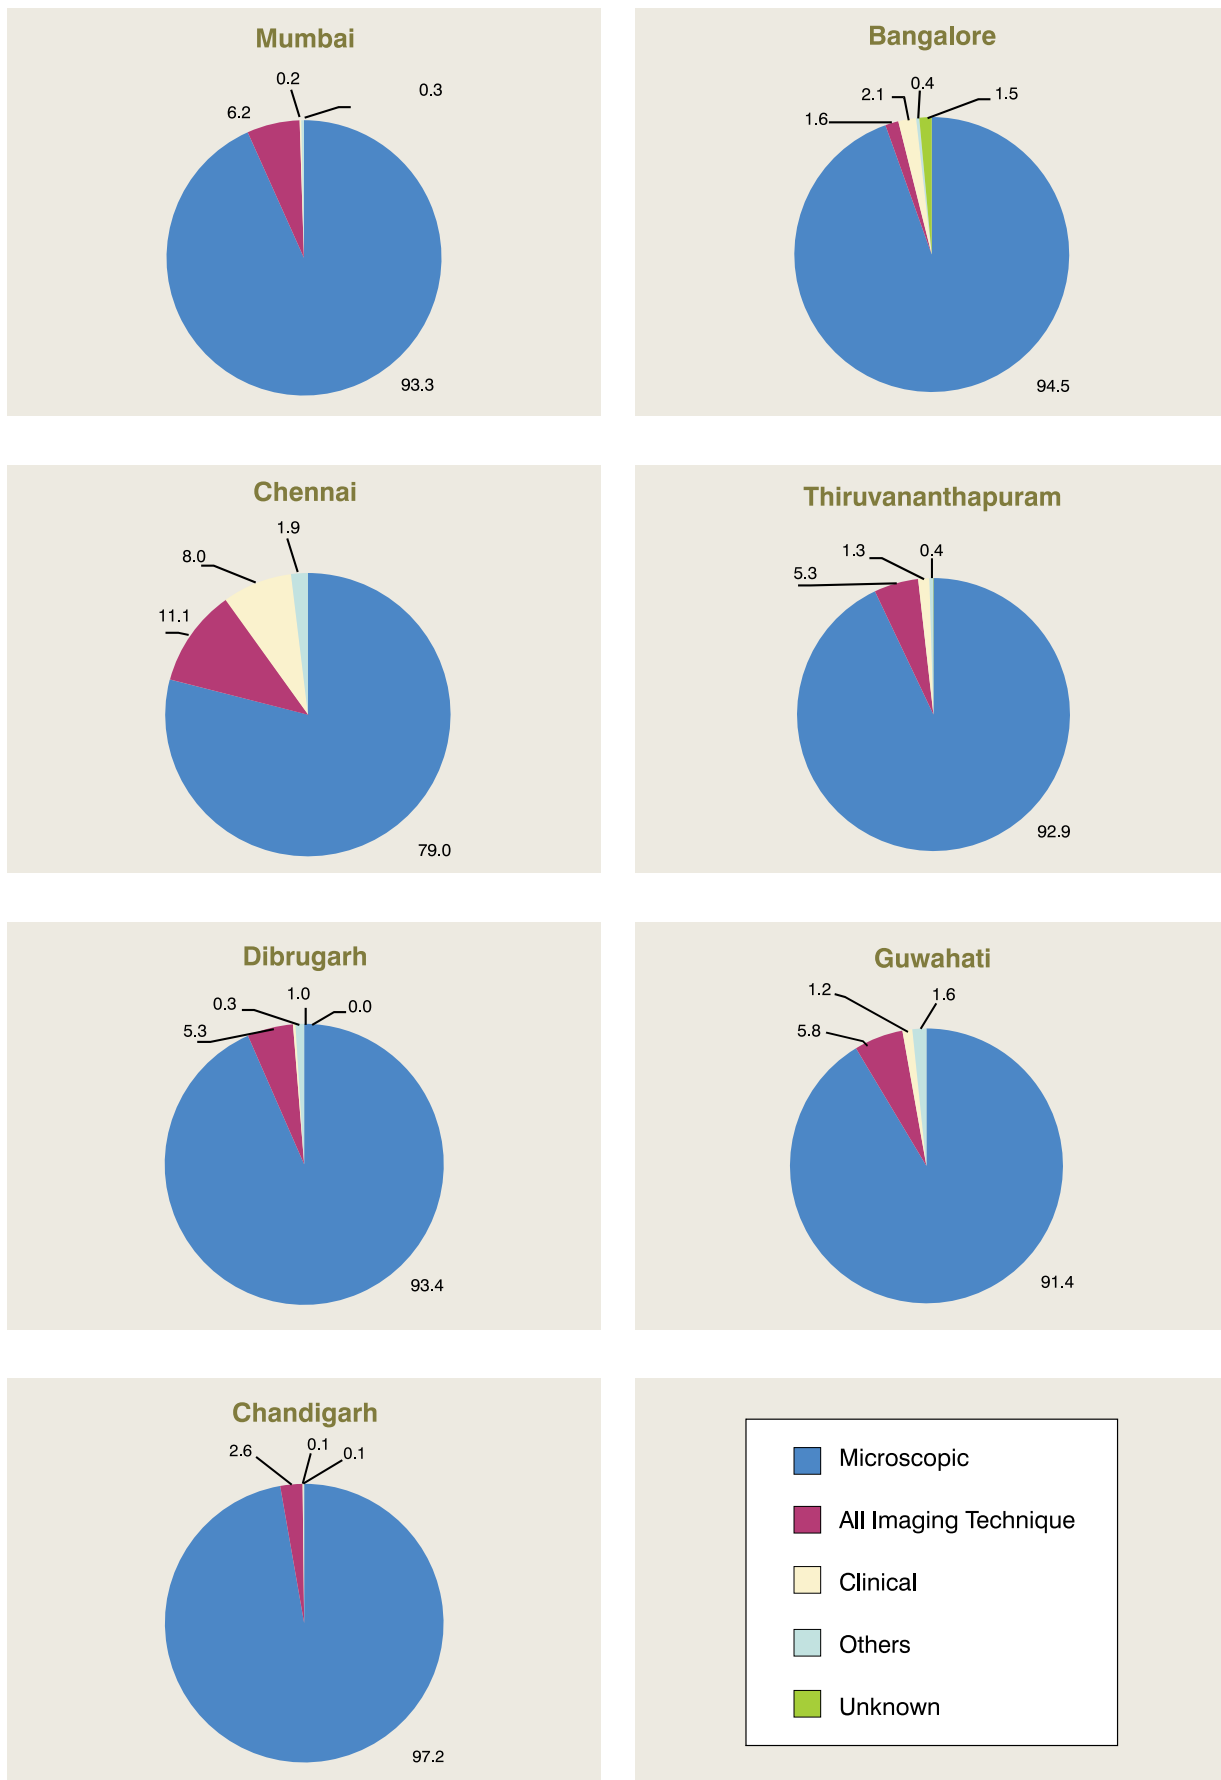 Mumbai
0.2
0.3
6.2
93.3
Bangalore
0.4
2.1
1.5
1.6
94.5
Chennai
1.9
8.0
11.1
79.0
Thiruvananthapuram
1.3
0.4
5.3
92.9
Dibrugarh
1.0
0.3
0.0
5.3
93.4
Guwahati
1.2
1.6
5.8
91.4
Chandigarh
0.1
2.6
0.1
97.2
Microscopic
All Imaging Technique
Clinical
Others
Unknown